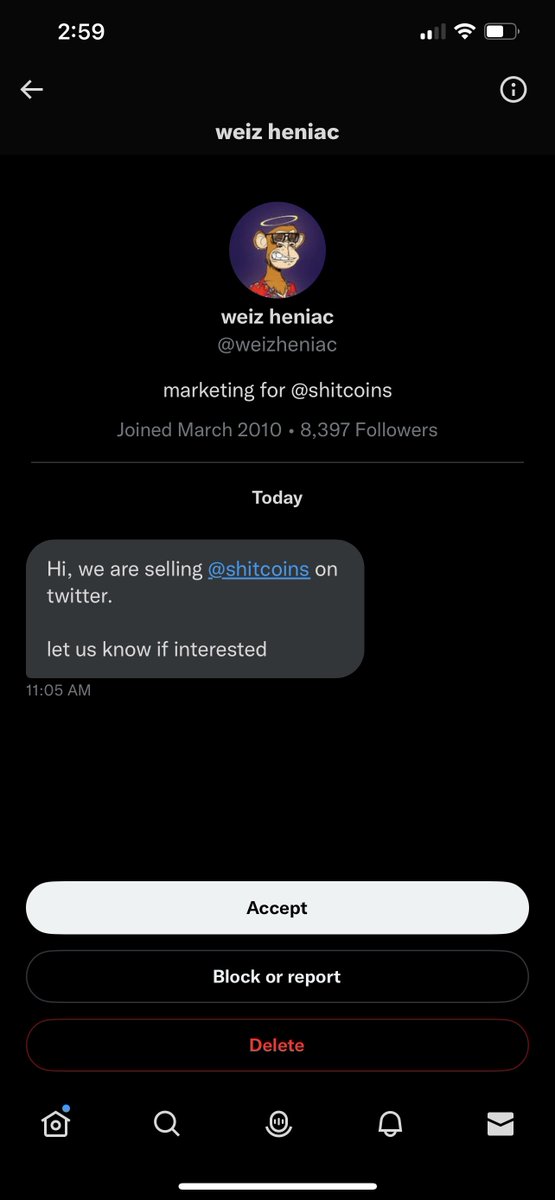 2:59
weiz heniac
weiz heniac
@weizheniac
marketing for @shitcoins
Joined March 2010 • 8,397 Followers
Today
Hi, we are selling @shitcoins on
twitter.
let us know if interested
11:05 AM
Accept
Block or report
Delete